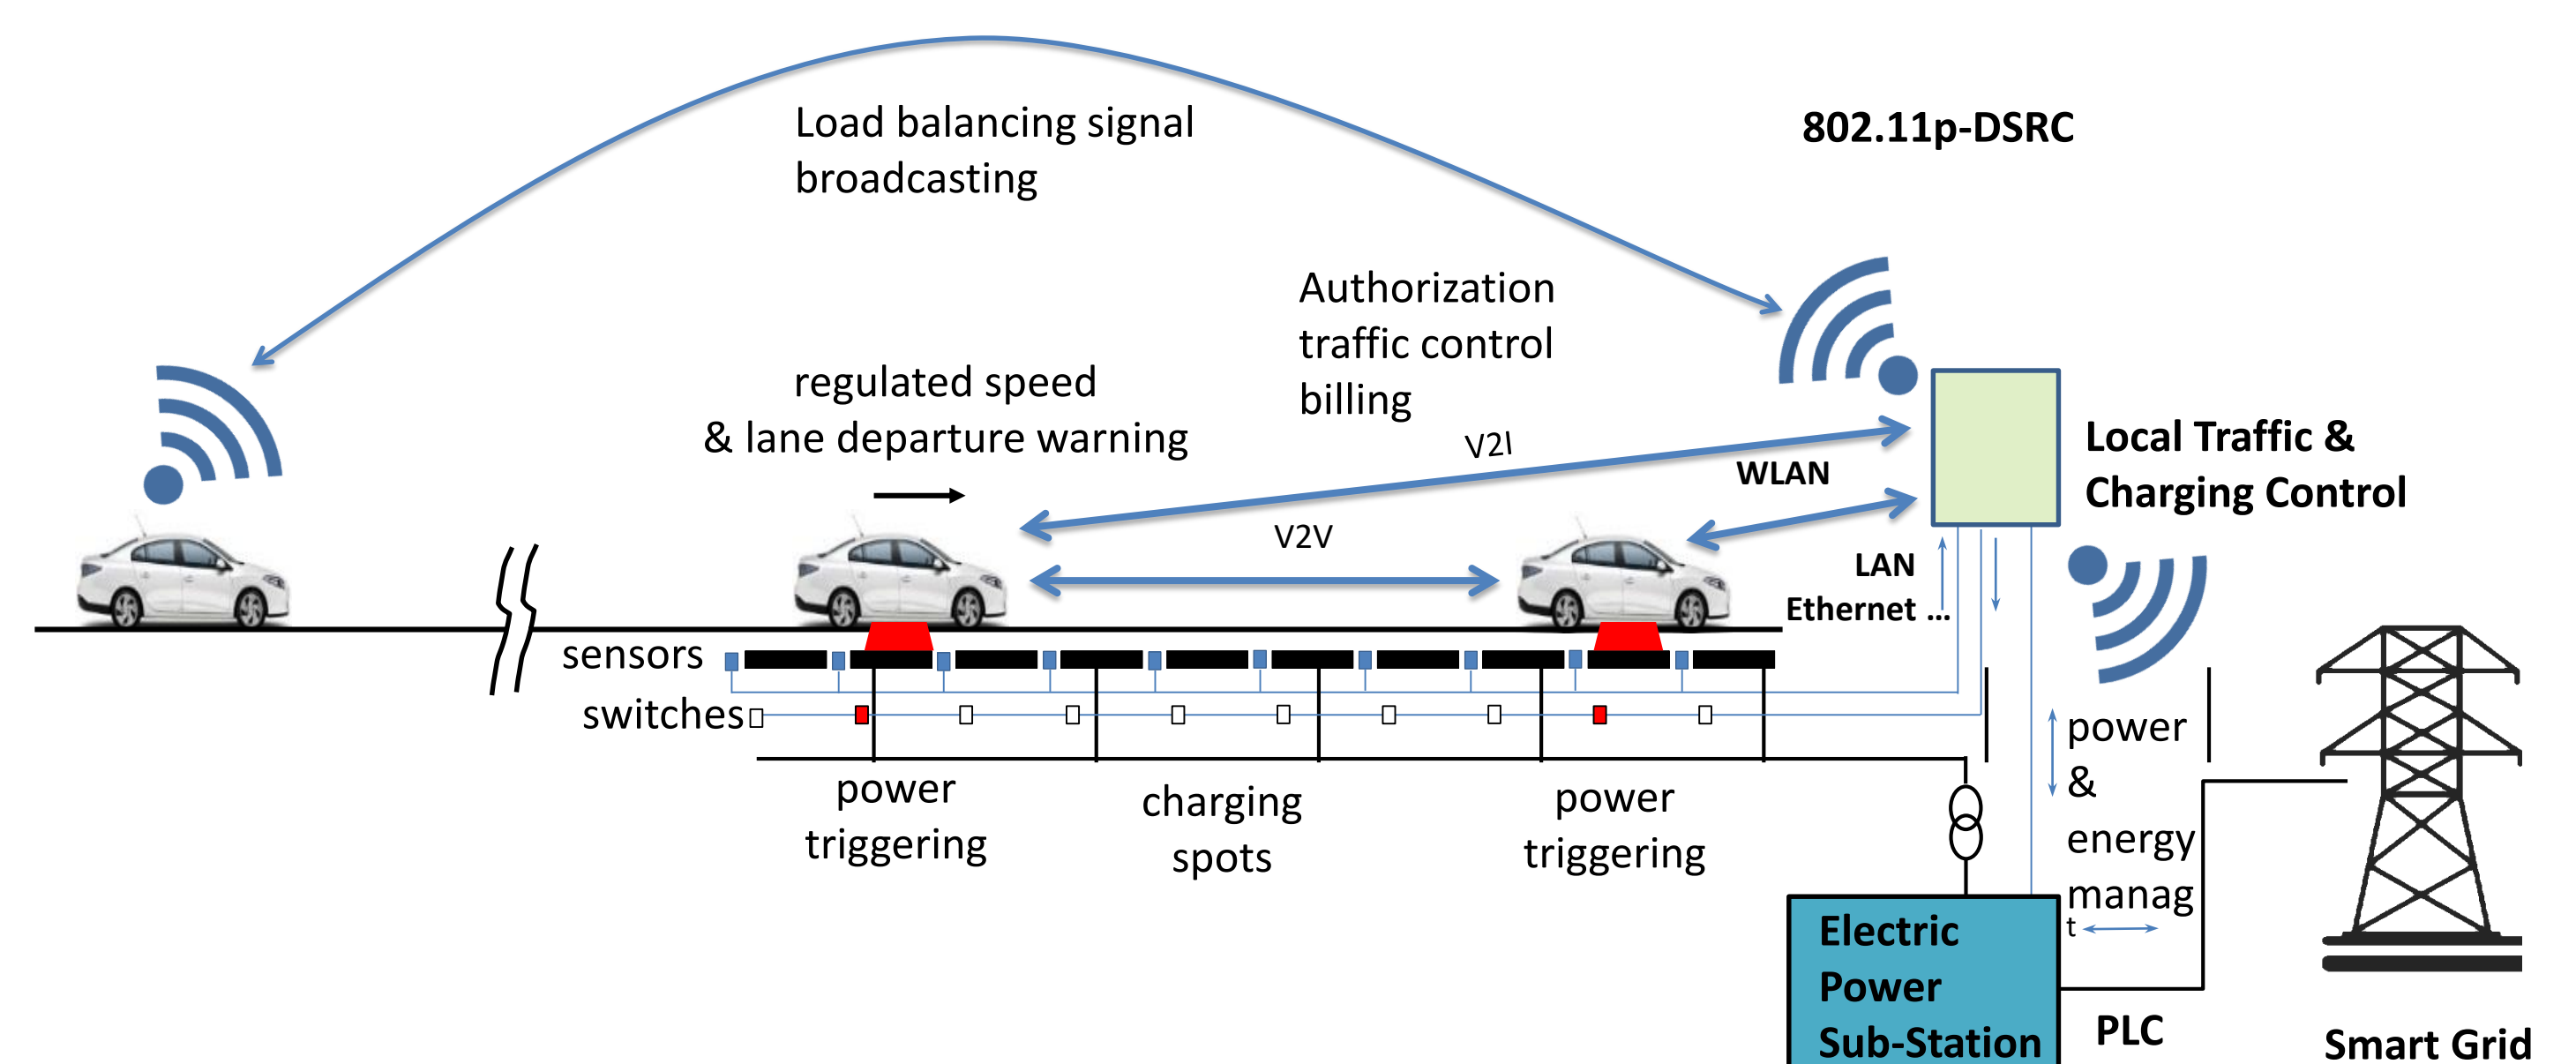 Load balancing signal
broadcasting
802.11p-DSRC
Authorization
traffic control
billing
regulated speed
& lane departure warning
V2I
WLAN
Local Traffic &
Charging Control
V2V
LAN
Ethernet ...
sensors
switches
power
triggering
charging
spots
power
triggering
power
&
energy
manag
t
Electric
Power
Sub-Station
PLC
Smart Grid